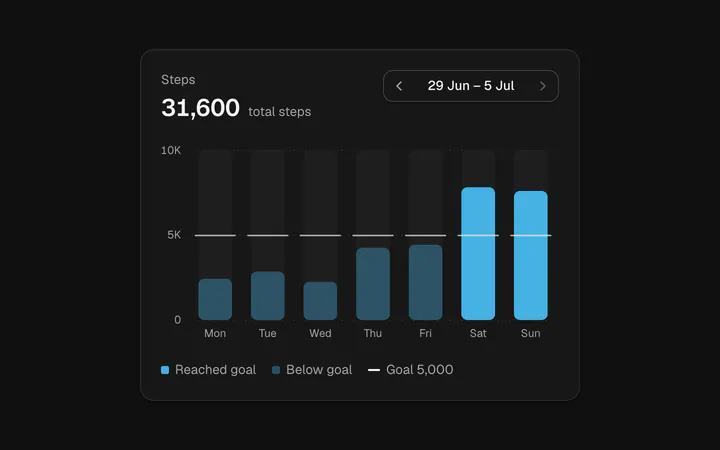 Steps
31,600 total steps
29 Jun – 5 Jul
10K
5K
0
Mon Tue Wed Thu Fri Sat Sun
Reached goal Below goal Goal 5,000